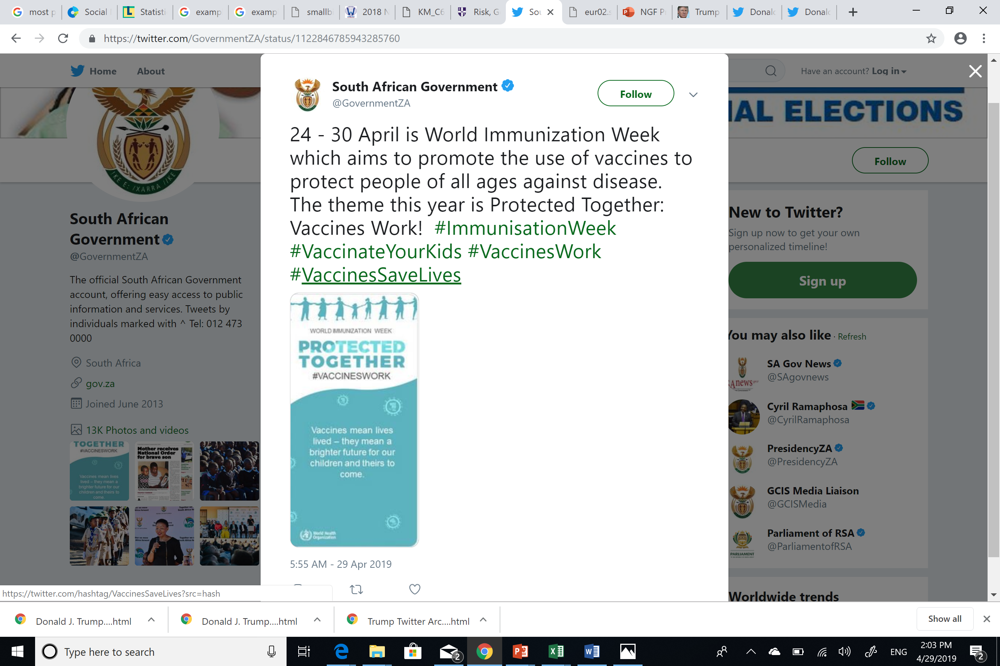 most p
Social
Statisti
examp
examp
smallbi
2018 N
KM_C6
Risk, G
Sou
eur02.s
NGF P
Trump
Donald
Donald
https://twitter.com/GovernmentZA/status/1122846785943285760
Home
About
Have an account? Log in
IAL ELECTIONS
!KE E: /XARRA //KE
South African
Government
@GovernmentZA
The official South African Government
account, offering easy access to public
information and services. Tweets by
individuals marked with ^ Tel: 012 473
0000
South Africa
gov.za
Joined June 2013
13K Photos and videos
TOGETHER
#VACCINESWORK
Vaccines mean lives
lived – they mean a
brighter future for our
children and theirs to
come.
Mother receives
National Order
for brave son
NDP
South African Government
@GovernmentZA
Follow
24 - 30 April is World Immunization Week
which aims to promote the use of vaccines to
protect people of all ages against disease.
The theme this year is Protected Together:
Vaccines Work! #ImmunisationWeek
#VaccinateYourKids #VaccinesWork
#VaccinesSaveLives
WORLD IMMUNIZATION WEEK
PROTECTED
TOGETHER
#VACCINESWORK
Vaccines mean lives
lived – they mean a
brighter future for our
children and theirs to
come.
World Health
Organization
5:55 AM - 29 Apr 2019
Follow
New to Twitter?
Sign up now to get your own
personalized timeline!
Sign up
You may also like · Refresh
SA Gov News
@SAgovnews
Anews
Cyril Ramaphosa
@CyrilRamaphosa
PresidencyZA
@PresidencyZA
GCIS Media Liaison
@GCISMedia
Parliament of RSA
@ParliamentofRSA
PARLIAMENT
Worldwide trends
https://twitter.com/hashtag/VaccinesSaveLives?src=hash
Donald J. Trump....html
Donald J. Trump....html
Trump Twitter Arc....html
Show all
Type here to search
2
ENG
2:03 PM
4/29/2019
2